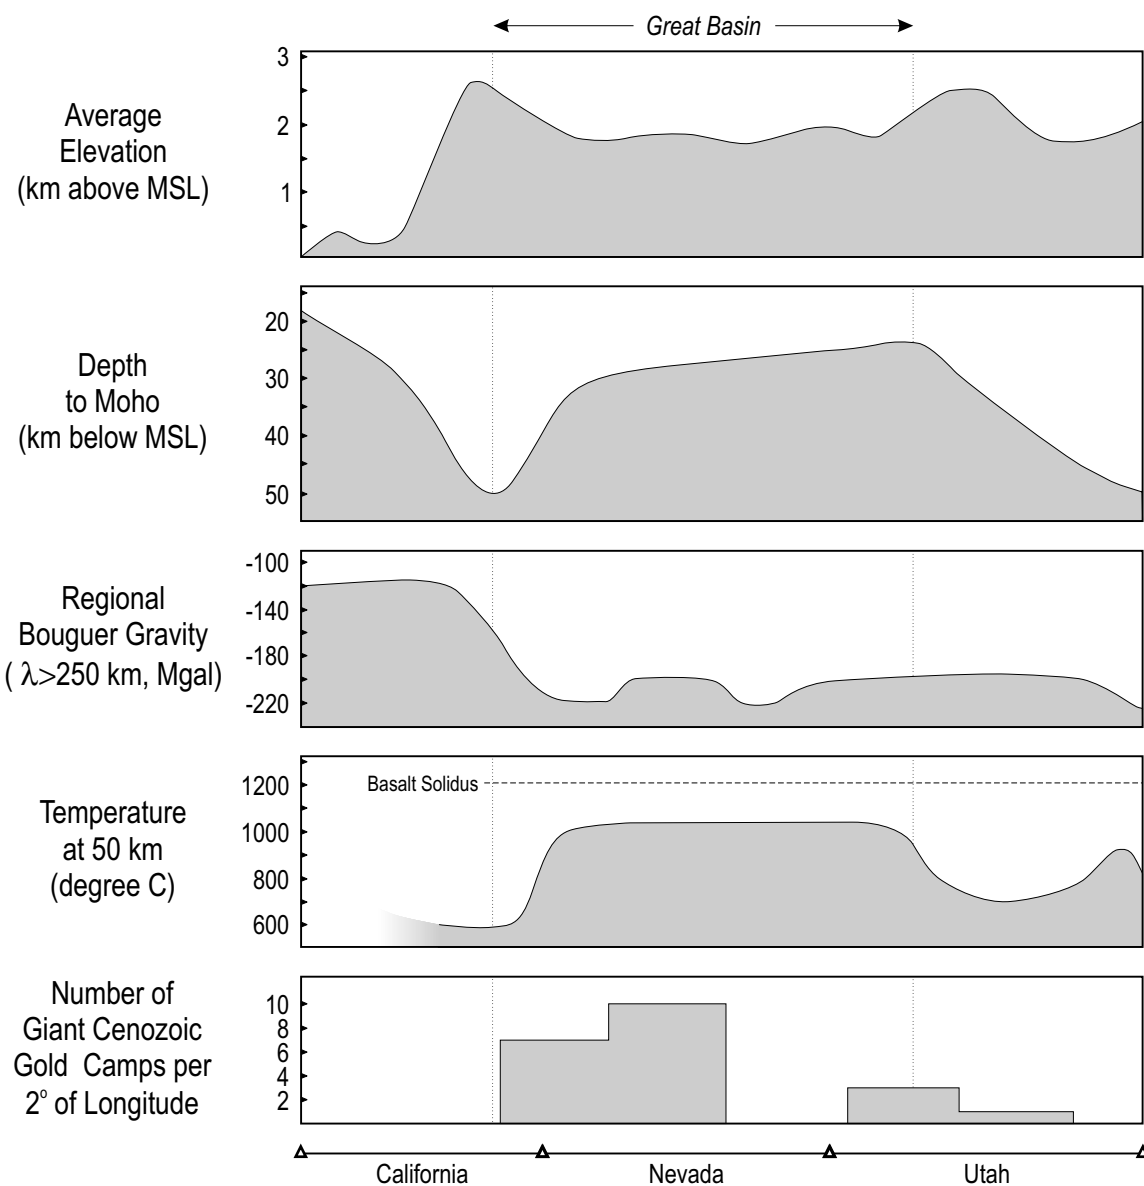 Great Basin
Average
Elevation
(km above MSL)
3
2
1
Depth
to Moho
(km below MSL)
20
30
40
50
Regional
Bouguer Gravity
( λ>250 km, Mgal)
-100
-140
-180
-220
Temperature
at 50 km
(degree C)
1200
1000
800
600
Basalt Solidus
Number of
Giant Cenozoic
Gold Camps per
2° of Longitude
10
8
6
4
2
California Nevada Utah